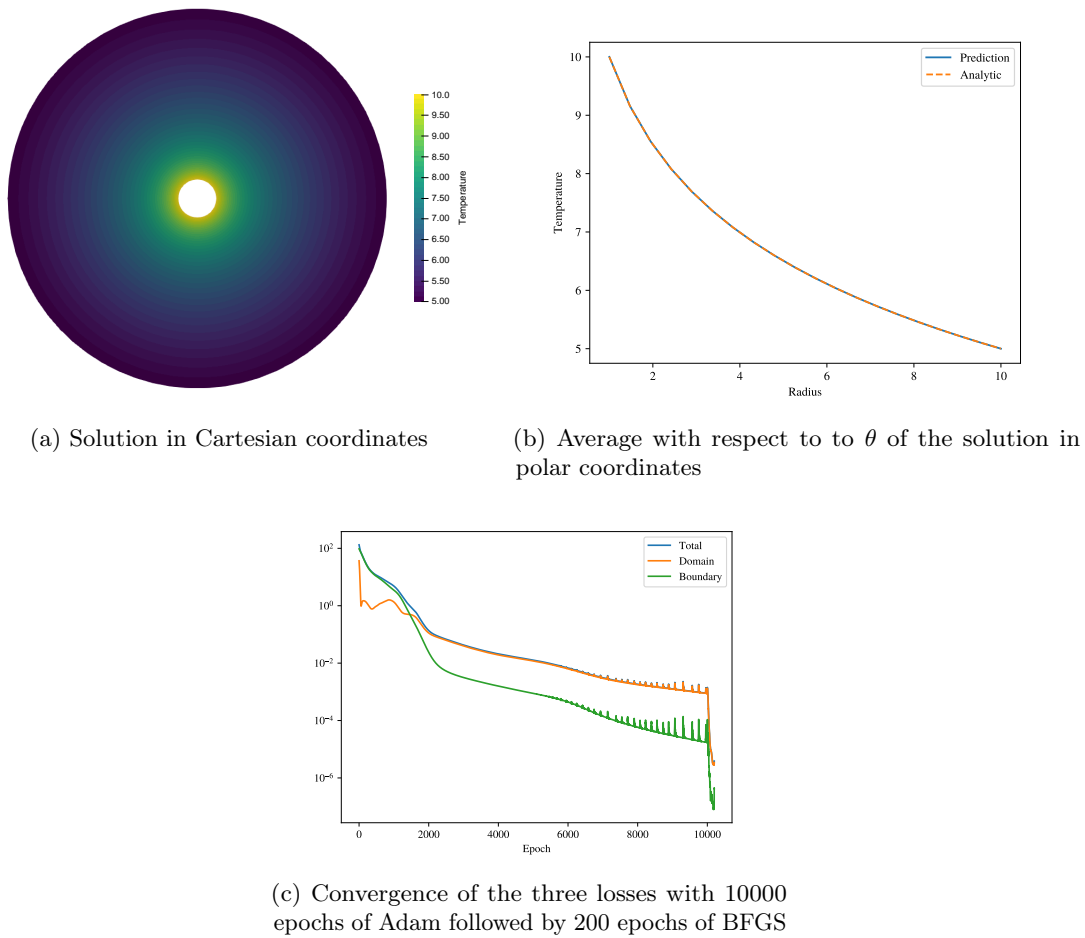 10.0
9.50
9.00
8.50
8.00
7.50
7.00
6.50
6.00
5.50
5.00
Temperature
(a) Solution in Cartesian coordinates
Prediction
Analytic
10
9
8
7
6
5
Temperature
2
4
6
8
10
Radius
(b) Average with respect to to θ of the solution in
polar coordinates
Total
Domain
Boundary
10²
10⁰
10⁻²
10⁻⁴
10⁻⁶
0
2000
4000
6000
8000
10000
Epoch
(c) Convergence of the three losses with 10000
epochs of Adam followed by 200 epochs of BFGS